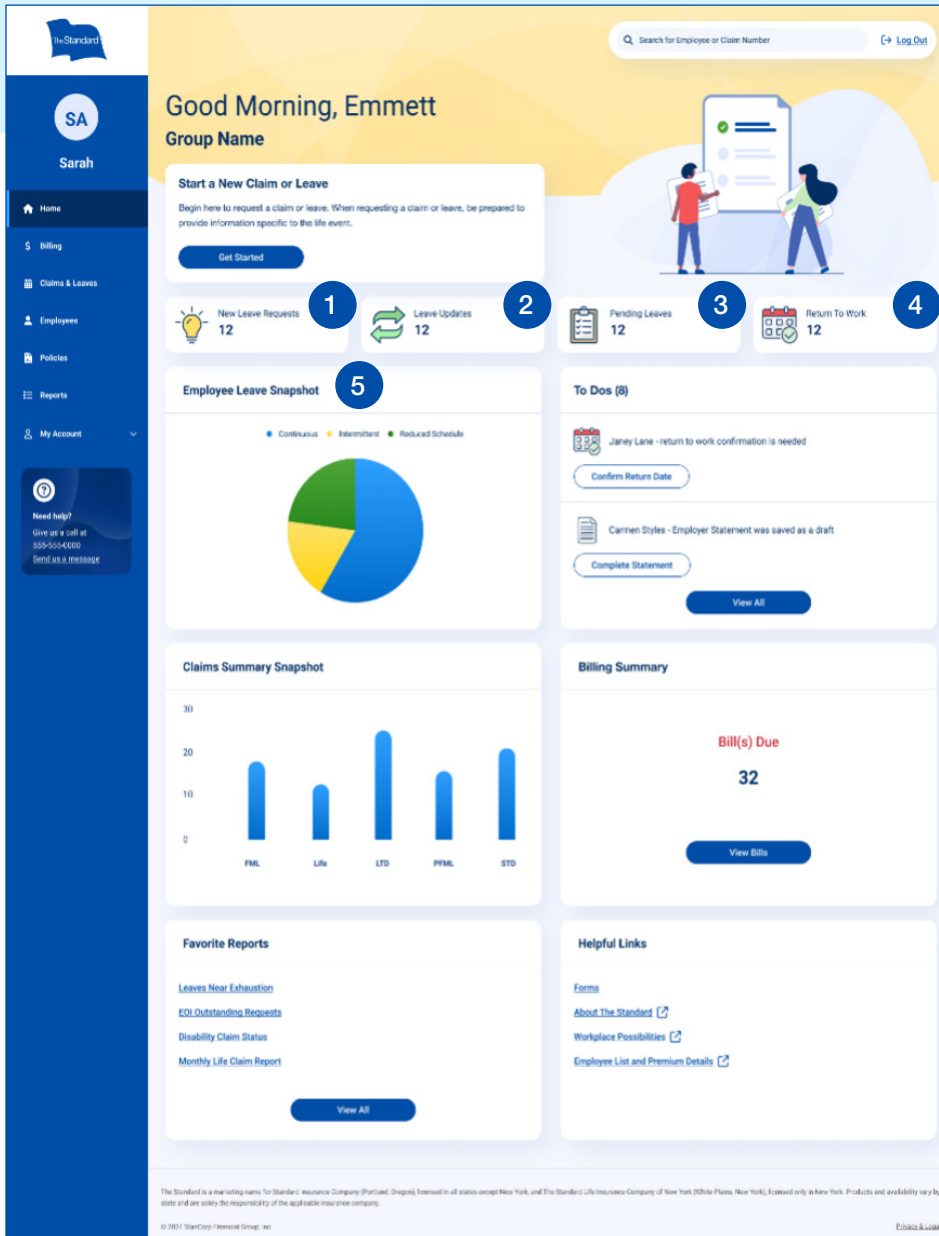 The Standard
SA
Sarah
Home
Billing
Claims & Leaves
Employees
Policies
Reports
My Account
Need help?
Give us a call at
555-555-0000
Send us a message
Search for Employee or Claim Number
Log Out
Good Morning, Emmett
Group Name
Start a New Claim or Leave
Begin here to request a claim or leave. When requesting a claim or leave, be prepared to
provide information specific to the life event.
Get Started
New Leave Requests
12
1
Leave Updates
12
2
Pending Leaves
12
3
Return To Work
12
4
Employee Leave Snapshot
5
Continuous Intermittent Reduced Schedule
To Dos (8)
Janey Lane - return to work confirmation is needed
Confirm Return Date
Carmen Styles - Employer Statement was saved as a draft
Complete Statement
View All
Claims Summary Snapshot
30
20
10
0
FML Life LTD PFML STD
Billing Summary
Bill(s) Due
32
View Bills
Favorite Reports
Leaves Near Exhaustion
EOI Outstanding Requests
Disability Claim Status
Monthly Life Claim Report
View All
Helpful Links
Forms
About The Standard
Workplace Possibilities
Employee List and Premium Details
The Standard is a marketing name for Standard Insurance Company (Portland, Oregon), licensed in all states except New York, and The Standard Life Insurance Company of New York (White Plains, New York), licensed only in New York. Products and availability vary by
state and are solely the responsibility of the applicable insurance company.
© 2024 StanCorp Financial Group, Inc.
Privacy & Legal